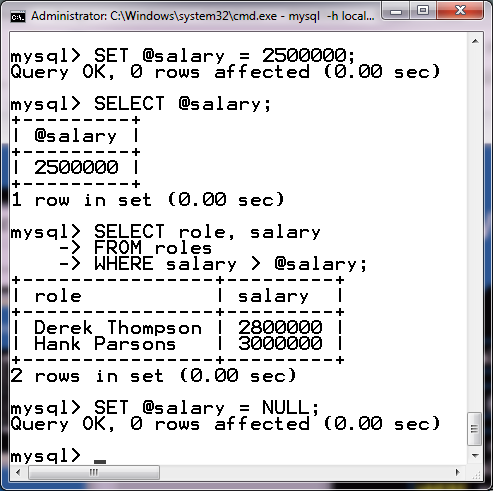 Administrator: C:\Windows\system32\cmd.exe - mysql  -h local...
mysql> SET @salary = 2500000;
Query OK, 0 rows affected (0.00 sec)
mysql> SELECT @salary;
+---------+
| @salary |
+---------+
| 2500000 |
+---------+
1 row in set (0.00 sec)
mysql> SELECT role, salary
    -> FROM roles
    -> WHERE salary > @salary;
+----------------+---------+
| role           | salary  |
+----------------+---------+
| Derek Thompson | 2800000 |
| Hank Parsons   | 3000000 |
+----------------+---------+
2 rows in set (0.00 sec)
mysql> SET @salary = NULL;
Query OK, 0 rows affected (0.00 sec)
mysql> _